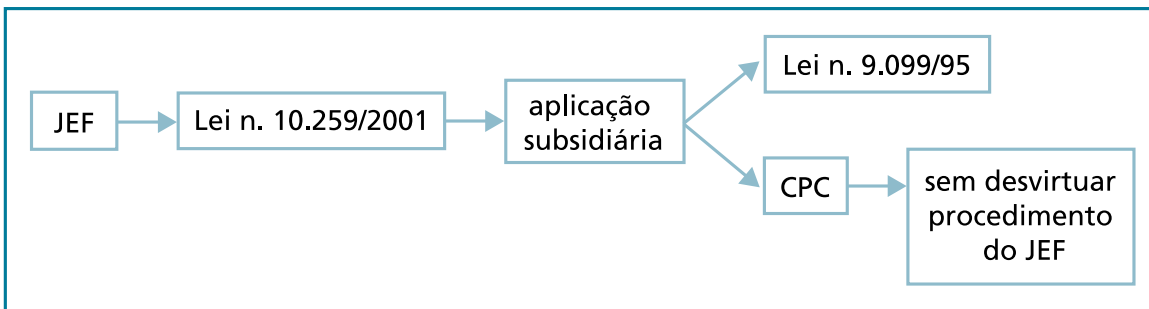 JEF
Lei n. 10.259/2001
aplicação
subsidiária
Lei n. 9.099/95
CPC
sem desvirtuar
procedimento
do JEF